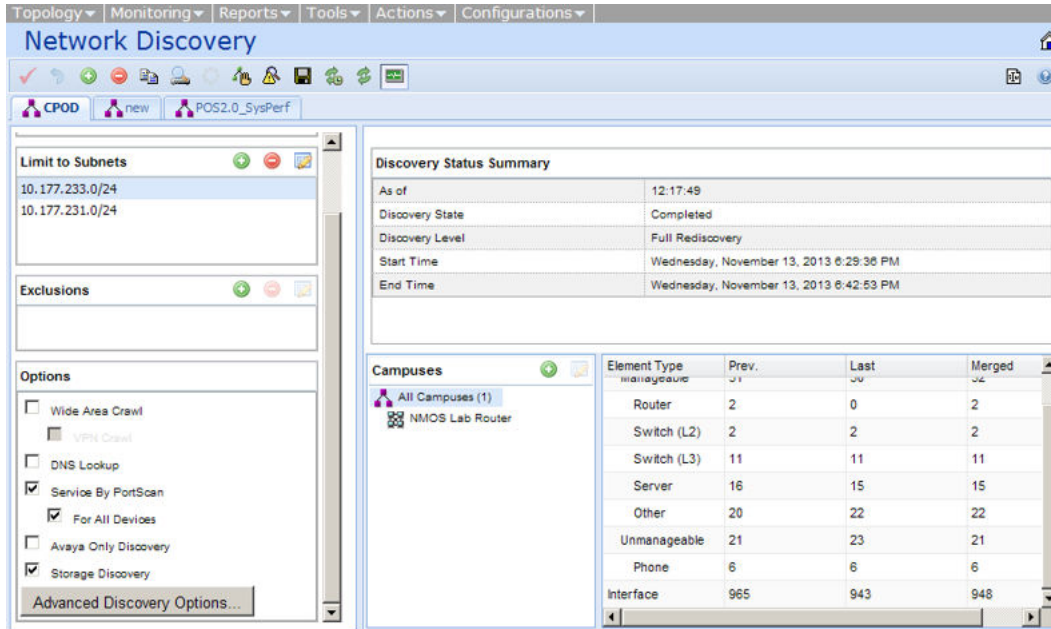 Topology Monitoring Reports Tools Actions Configurations
Network Discovery
CPOD new POS2.0_SysPerf
Limit to Subnets
10.177.233.0/24
10.177.231.0/24
Exclusions
Options
Wide Area Crawl
VPN Crawl
DNS Lookup
Service By PortScan
For All Devices
Avaya Only Discovery
Storage Discovery
Advanced Discovery Options...
Discovery Status Summary
As of 12:17:49
Discovery State Completed
Discovery Level Full Rediscovery
Start Time Wednesday, November 13, 2013 6:29:36 PM
End Time Wednesday, November 13, 2013 6:42:53 PM
Campuses
All Campuses (1)
NMOS Lab Router
Element Type Prev. Last Merged
Manageable
Router 2 0 2
Switch (L2) 2 2 2
Switch (L3) 11 11 11
Server 16 15 15
Other 20 22 22
Unmanageable 21 23 21
Phone 6 6 6
Interface 965 943 948